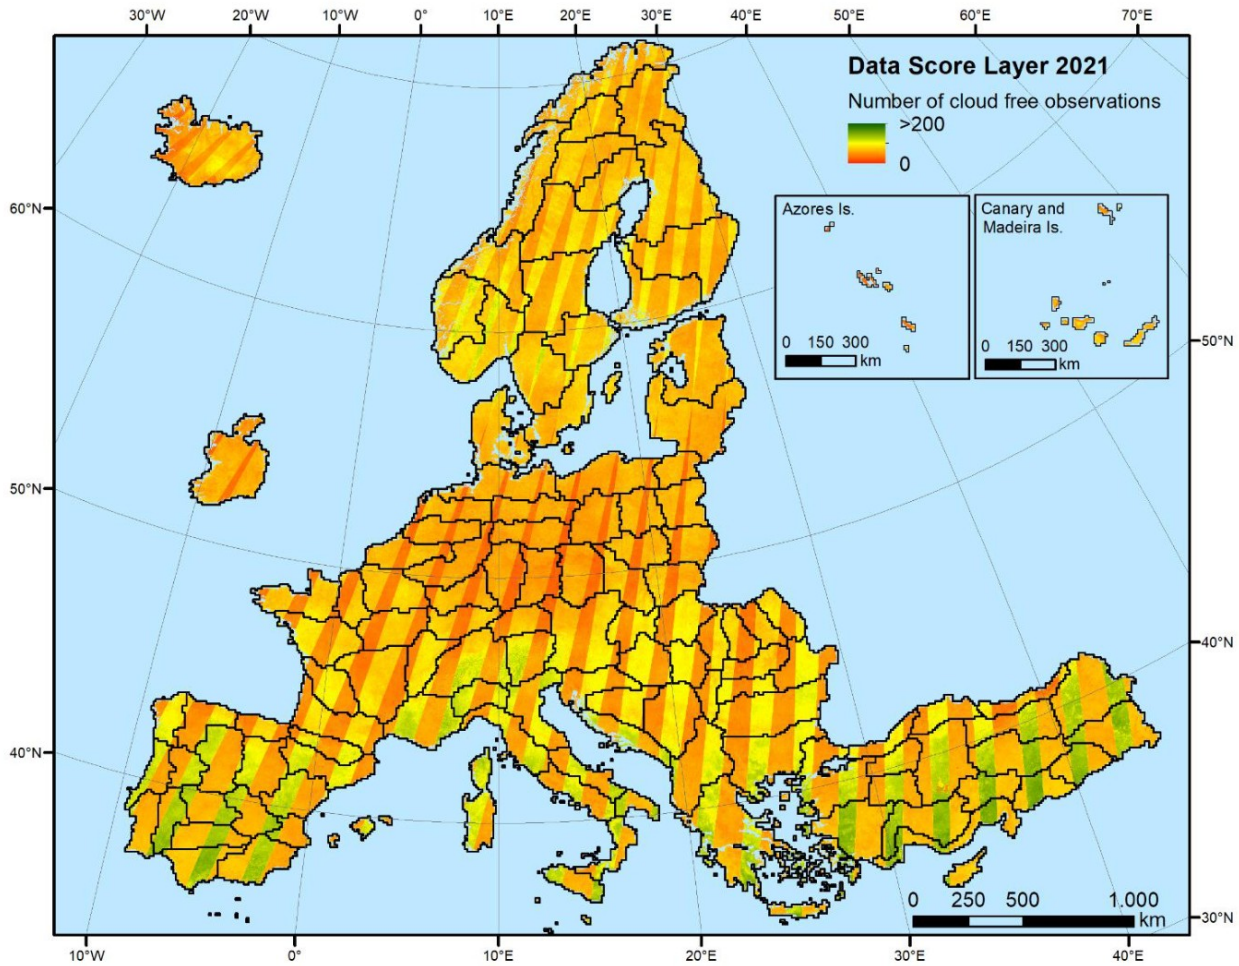 30°W 20°W 10°W 0° 10°E 20°E 30°E 40°E 50°E 60°E 70°E
Data Score Layer 2021
Number of cloud free observations
>200
0
60°N
Azores Is.
Canary and
Madeira Is.
0 150 300
km
0 150 300
km
50°N
50°N
40°N
40°N
0 250 500 1.000
km
30°N
10°W 0° 10°E 20°E 30°E 40°E